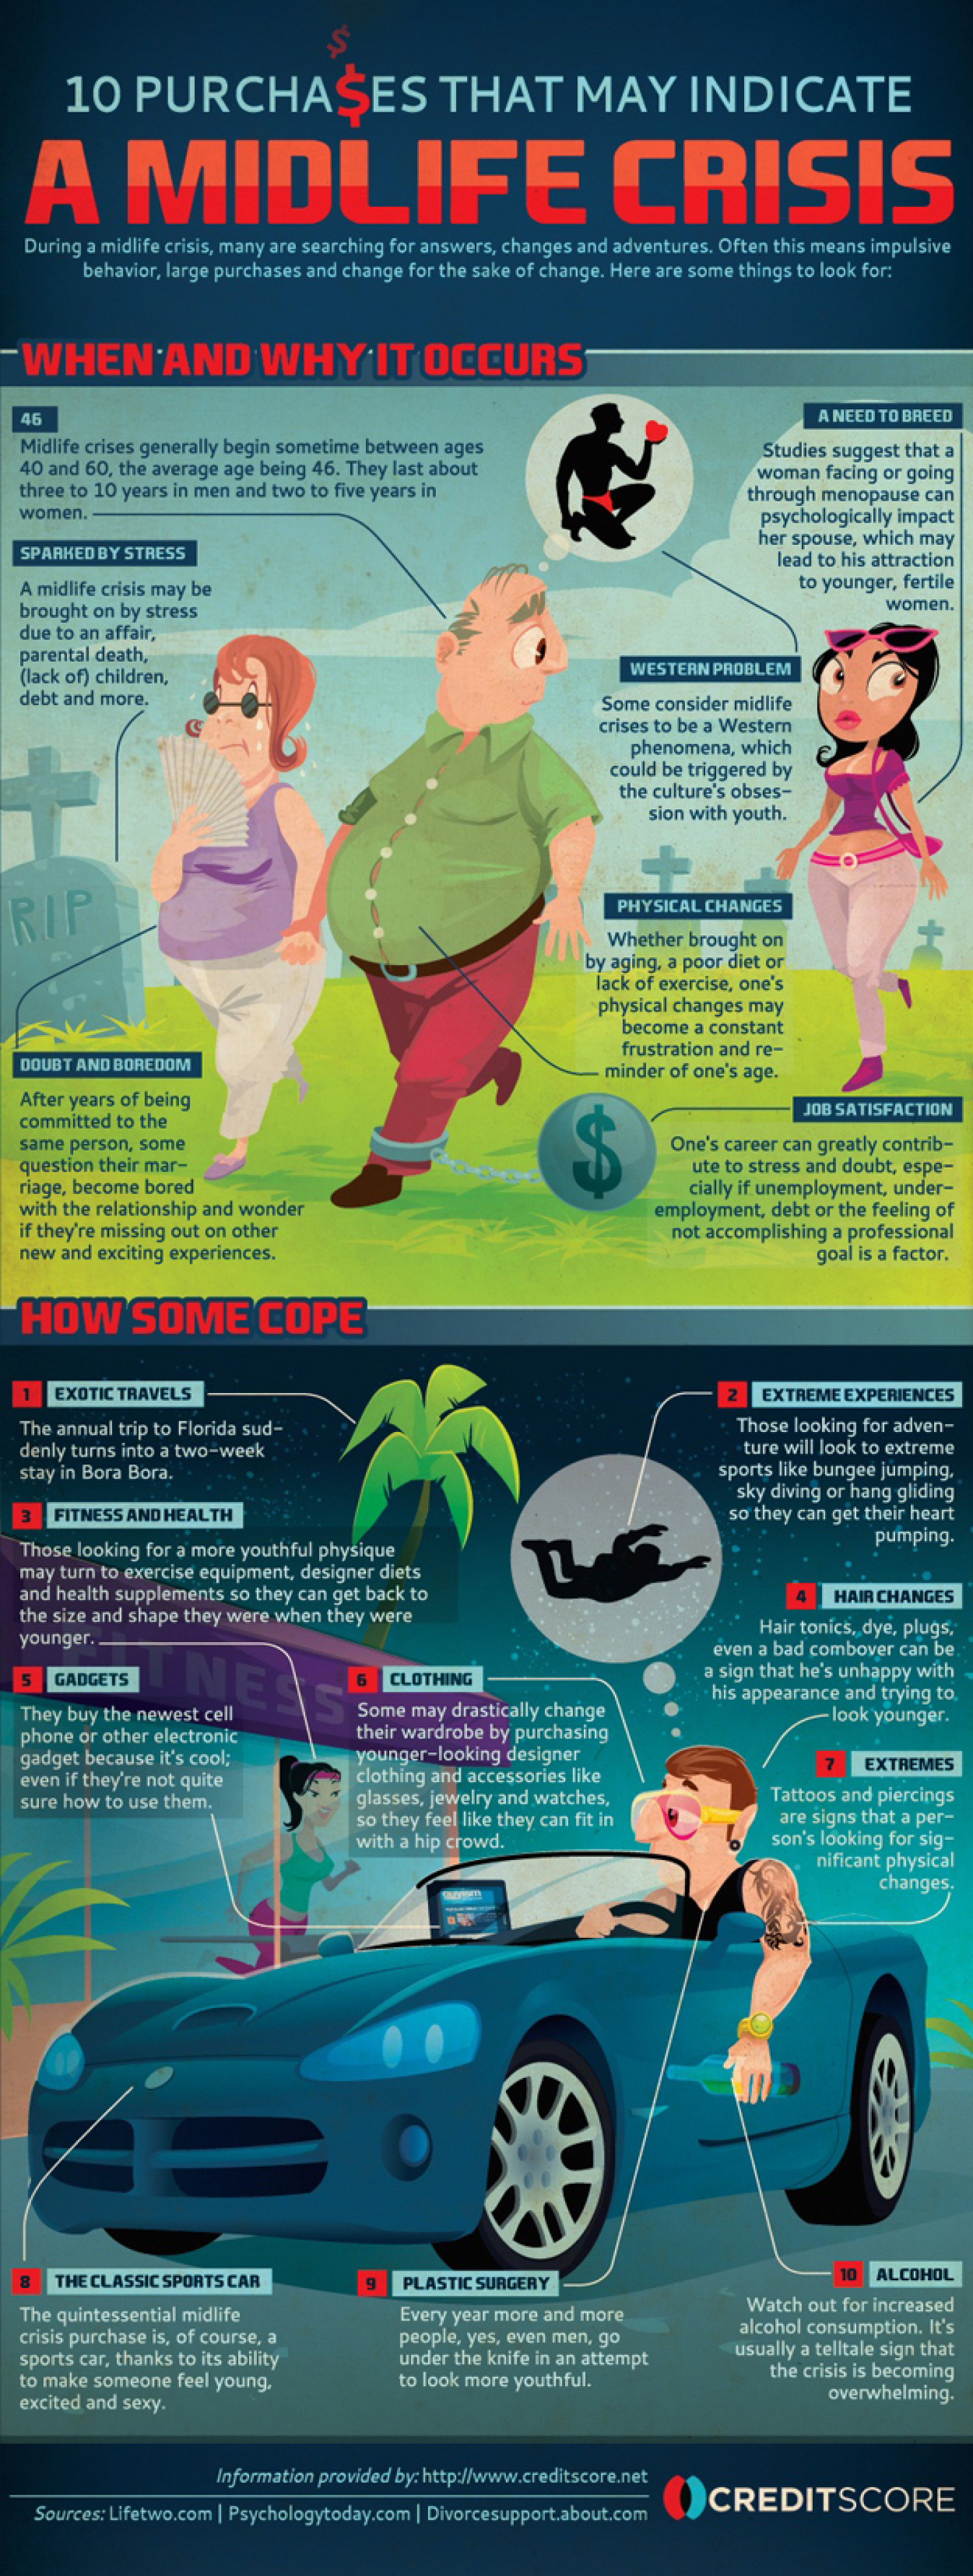 10 PURCHA$ES THAT MAY INDICATE
A MIDLIFE CRISIS
During a midlife crisis, many are searching for answers, changes and adventures. Often this means impulsive
behavior, large purchases and change for the sake of change. Here are some things to look for:
WHEN AND WHY IT OCCURS
46
Midlife crises generally begin sometime between ages
40 and 60, the average age being 46. They last about
three to 10 years in men and two to five years in
women.
A NEED TO BREED
Studies suggest that a
woman facing or going
through menopause can
psychologically impact
her spouse, which may
lead to his attraction
to younger, fertile
women.
SPARKED BY STRESS
A midlife crisis may be
brought on by stress
due to an affair,
parental death,
(lack of) children,
debt and more.
WESTERN PROBLEM
Some consider midlife
crises to be a Western
phenomena, which
could be triggered by
the culture's obses-
sion with youth.
RIP
PHYSICAL CHANGES
Whether brought on
by aging, a poor diet or
lack of exercise, one's
physical changes may
become a constant
frustration and re-
minder of one's age.
DOUBT AND BOREDOM
After years of being
committed to the
same person, some
question their mar-
riage, become bored
with the relationship and wonder
if they're missing out on other
new and exciting experiences.
$
JOB SATISFACTION
One's career can greatly contrib-
ute to stress and doubt, espe-
cially if unemployment, under-
employment, debt or the feeling of
not accomplishing a professional
goal is a factor.
HOW SOME COPE
1 EXOTIC TRAVELS
The annual trip to Florida sud-
denly turns into a two-week
stay in Bora Bora.
2 EXTREME EXPERIENCES
Those looking for adven-
ture will look to extreme
sports like bungee jumping,
sky diving or hang gliding
so they can get their heart
pumping.
3 FITNESS AND HEALTH
Those looking for a more youthful physique
may turn to exercise equipment, designer diets
and health supplements so they can get back to
the size and shape they were when they were
younger.
FITNESS
4 HAIR CHANGES
Hair tonics, dye, plugs,
even a bad combover can be
a sign that he's unhappy with
his appearance and trying to
look younger.
5 GADGETS
They buy the newest cell
phone or other electronic
gadget because it's cool;
even if they're not quite
sure how to use them.
6 CLOTHING
Some may drastically change
their wardrobe by purchasing
younger-looking designer
clothing and accessories like
glasses, jewelry and watches,
so they feel like they can fit in
with a hip crowd.
7 EXTREMES
Tattoos and piercings
are signs that a per-
son's looking for sig-
nificant physical
changes.
8 THE CLASSIC SPORTS CAR
The quintessential midlife
crisis purchase is, of course, a
sports car, thanks to its ability
to make someone feel young,
excited and sexy.
9 PLASTIC SURGERY
Every year more and more
people, yes, even men, go
under the knife in an attempt
to look more youthful.
10 ALCOHOL
Watch out for increased
alcohol consumption. It's
usually a telltale sign that
the crisis is becoming
overwhelming.
Information provided by: http://www.creditscore.net
Sources: Lifetwo.com | Psychologytoday.com | Divorcesupport.about.com
CREDITSCORE